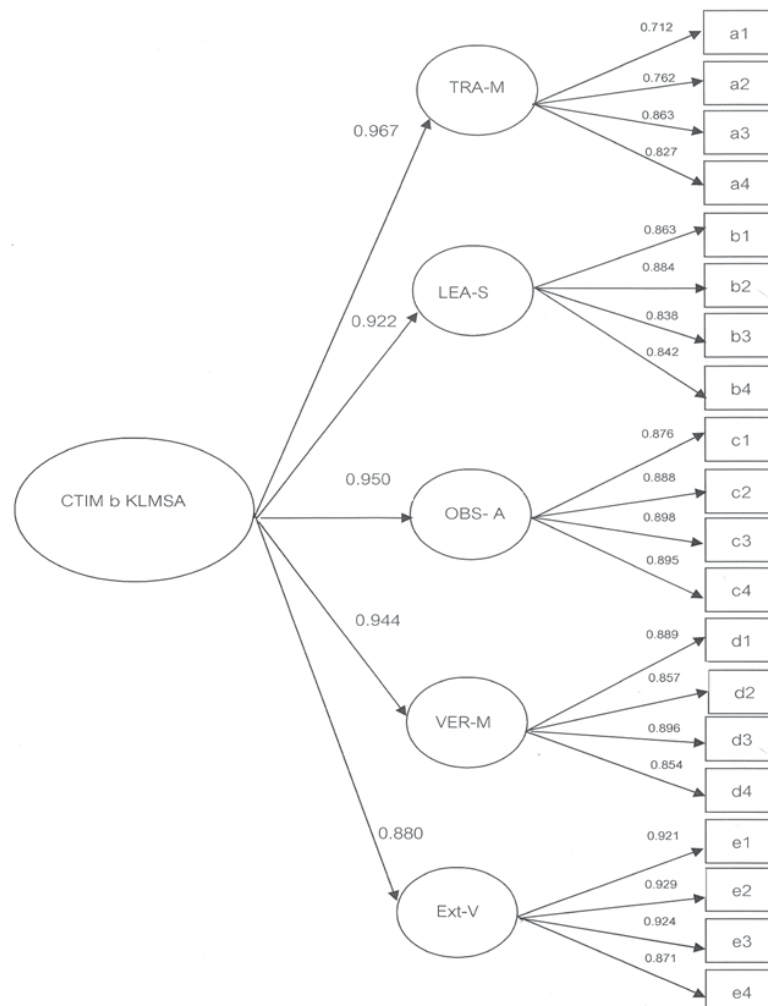 0.712
a1
TRA-M
0.762
a2
0.863
a3
0.967
0.827
a4
0.863
b1
0.884
b2
LEA-S
0.922
0.838
b3
0.842
b4
0.876
c1
0.950
0.888
c2
CTIM b KLMSA
OBS- A
0.898
c3
0.895
c4
0.944
0.889
d1
0.857
d2
VER-M
0.896
d3
0.854
d4
0.880
0.921
e1
0.929
e2
Ext-V
0.924
e3
0.871
e4